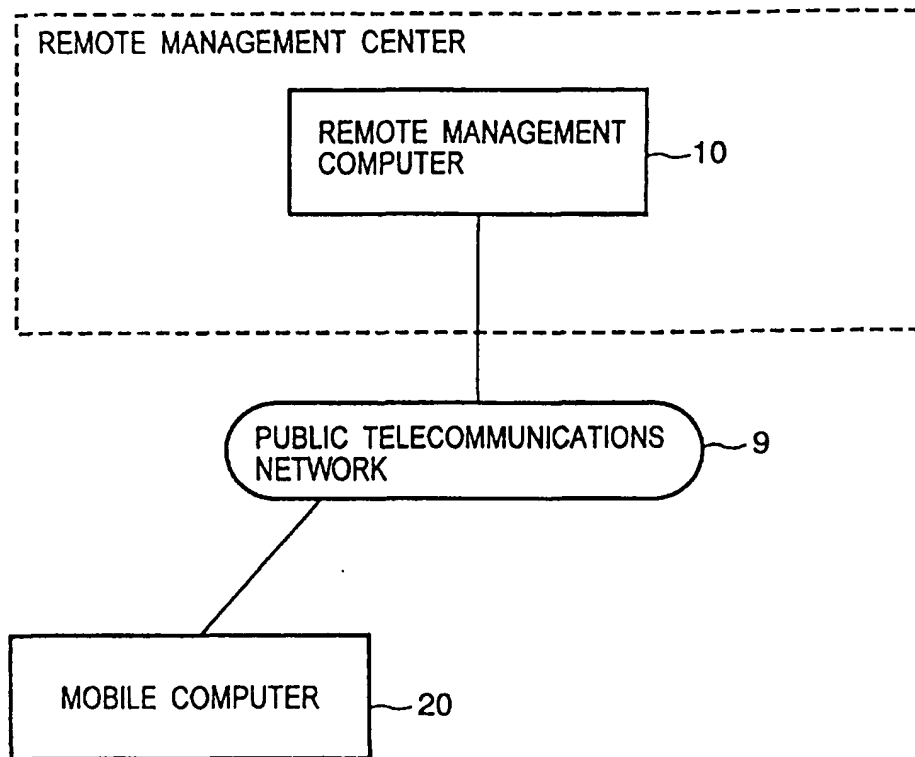 REMOTE MANAGEMENT CENTER
REMOTE MANAGEMENT
COMPUTER
10
PUBLIC TELECOMMUNICATIONS
NETWORK
9
MOBILE COMPUTER
20